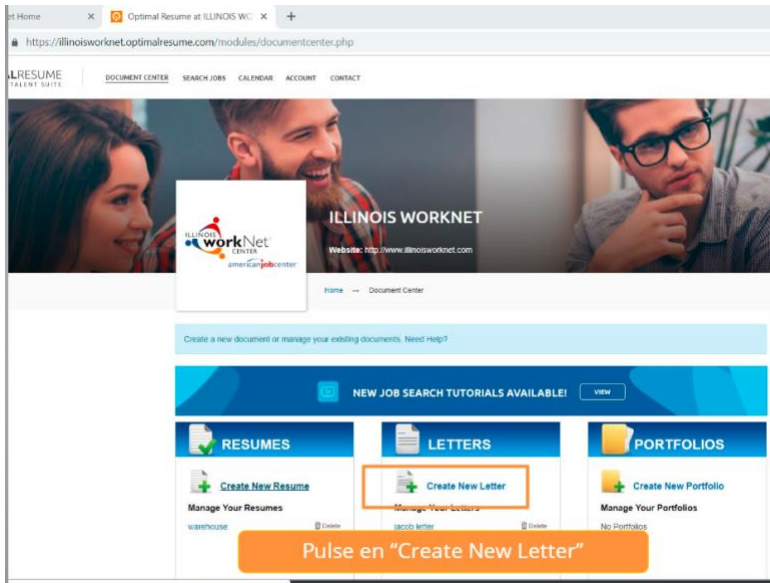 et Home
Optimal Resume at ILLINOIS WO
https://illinoisworknet.optimalresume.com/modules/documentcenter.php
ALRESUME
TALENT SUITE
DOCUMENT CENTER SEARCH JOBS CALENDAR ACCOUNT CONTACT
ILLINOIS
workNet
CENTER
americanjobcenter
ILLINOIS WORKNET
Website: http://www.illinoisworknet.com
Home → Document Center
Create a new document or manage your existing documents. Need Help?
NEW JOB SEARCH TUTORIALS AVAILABLE! VIEW
RESUMES
Create New Resume
Manage Your Resumes
warehouse Delete
LETTERS
Create New Letter
Manage Your Letters
jacob letter Delete
PORTFOLIOS
Create New Portfolio
Manage Your Portfolios
No Portfolios
Pulse en “Create New Letter”